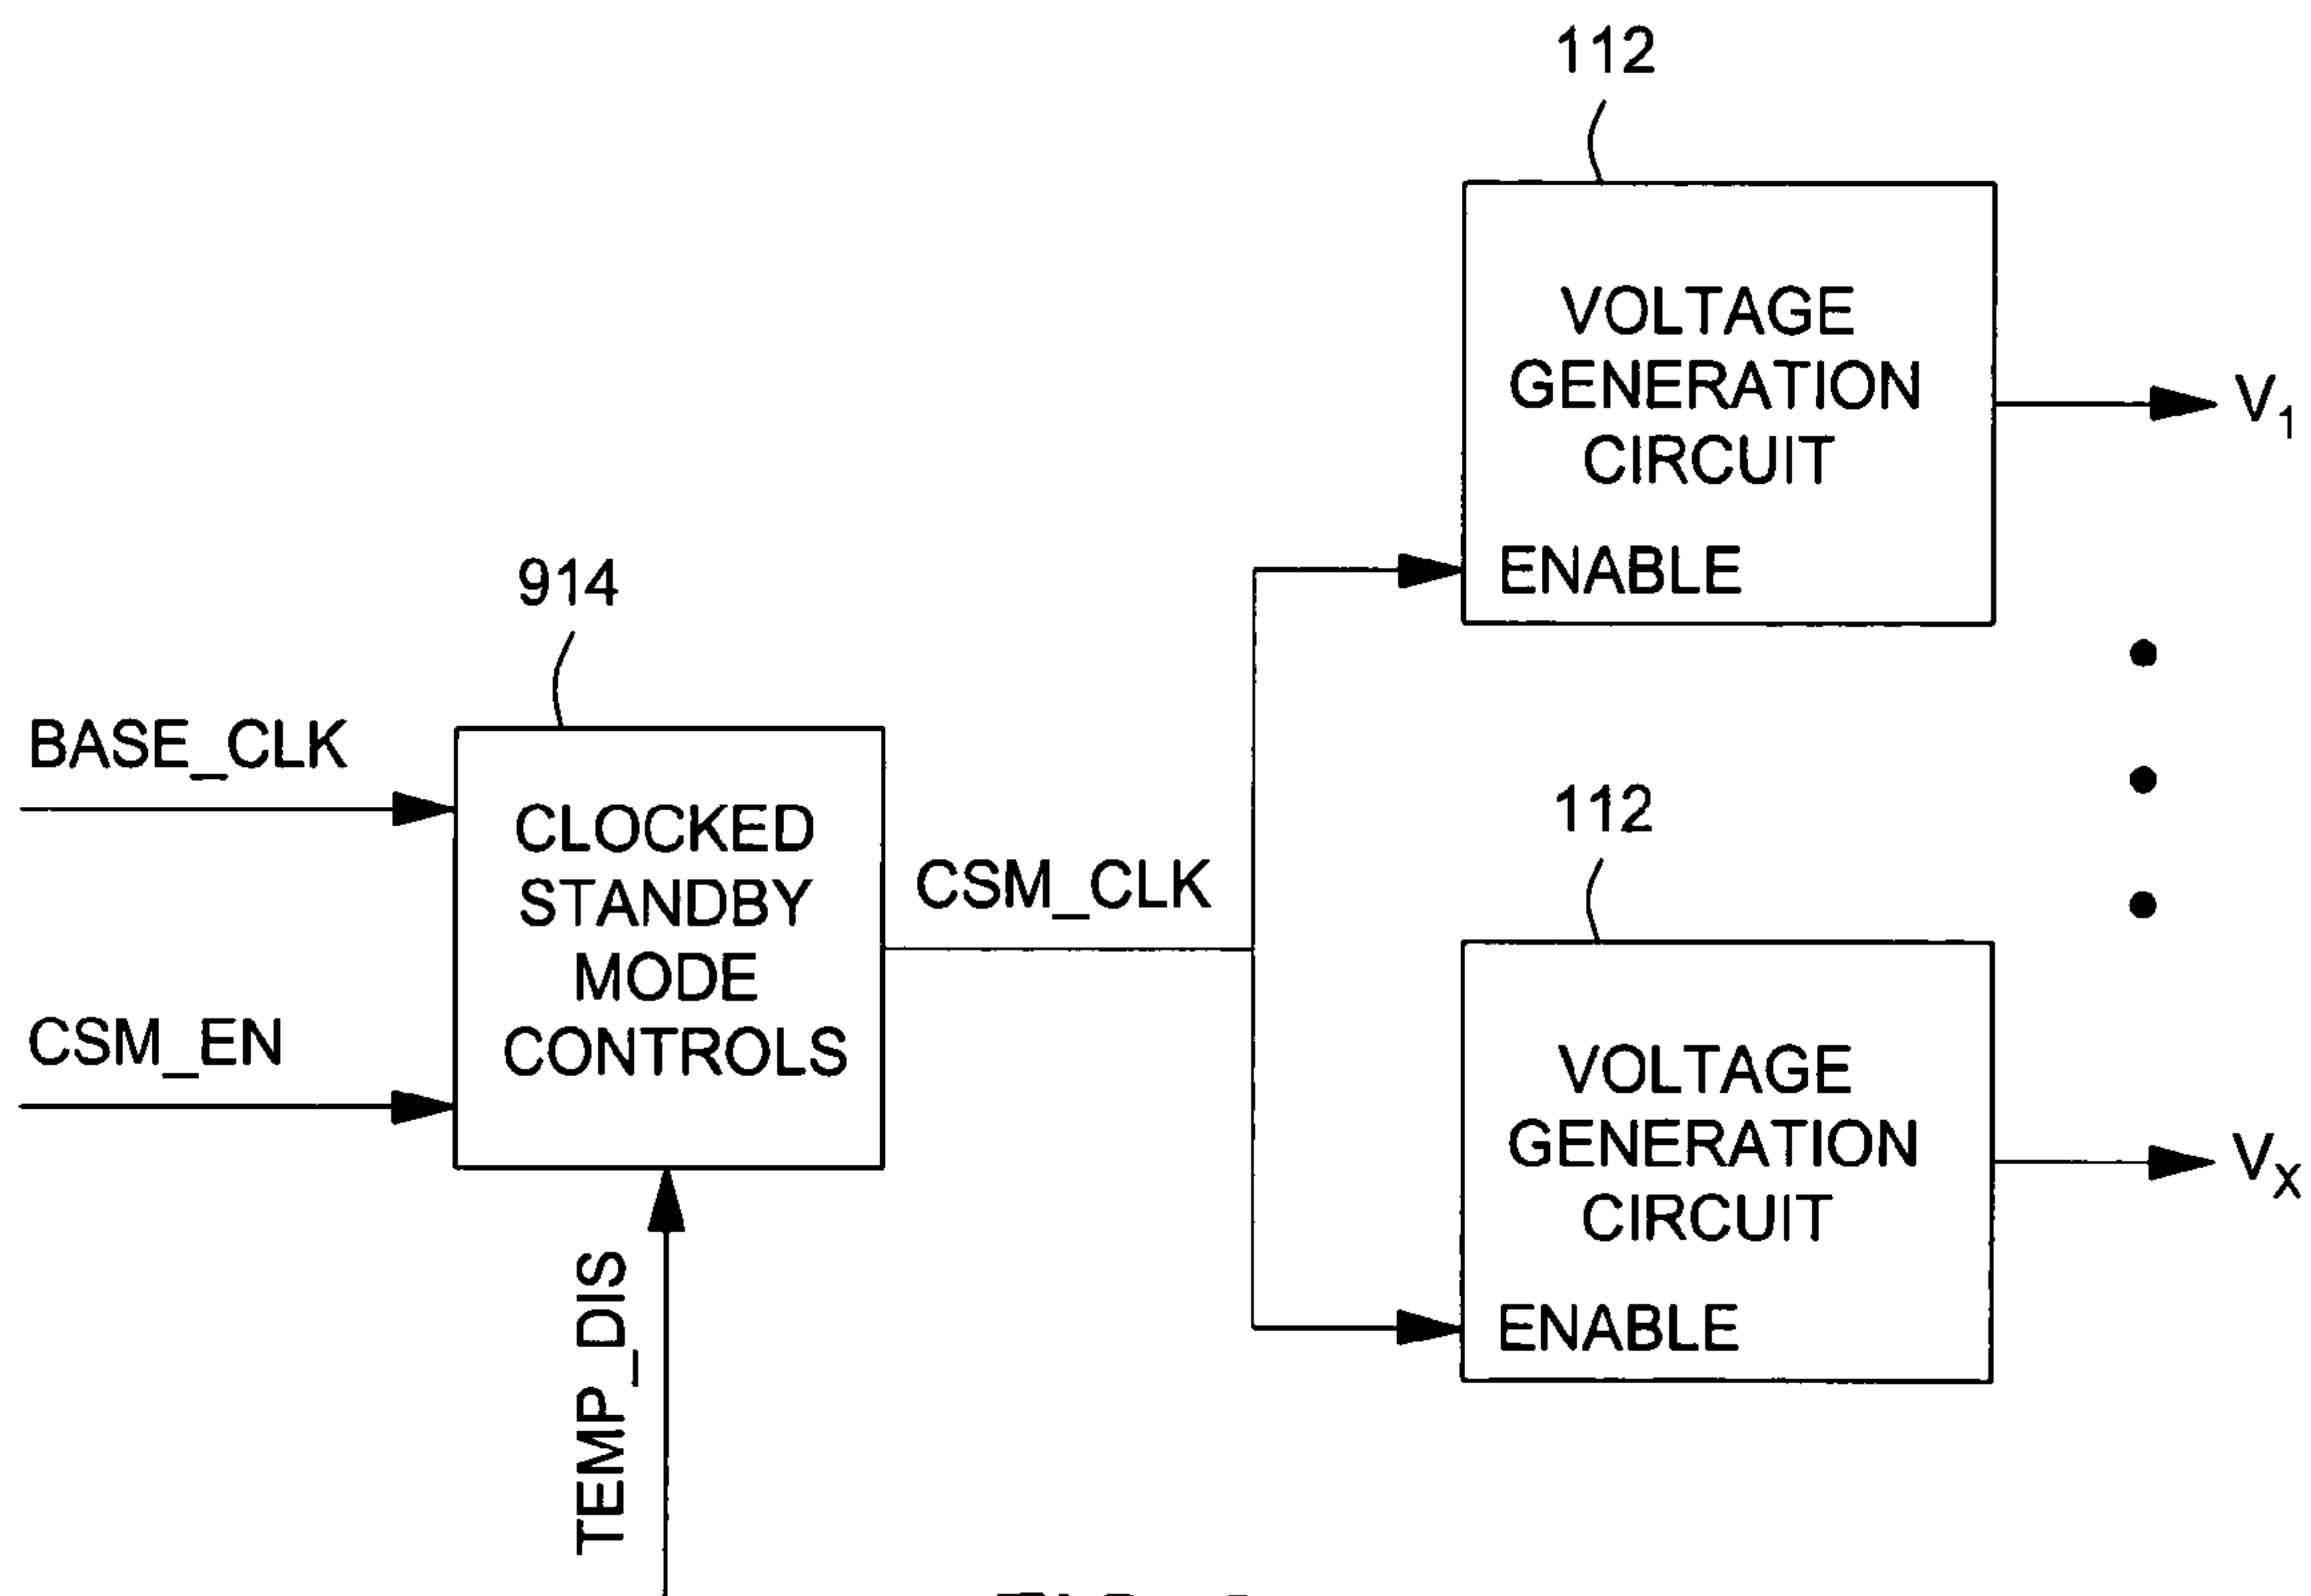 112
VOLTAGE
GENERATION
CIRCUIT
ENABLE
V1
914
BASE_CLK
CSM_EN
CLOCKED
STANDBY
MODE
CONTROLS
CSM_CLK
TEMP_DIS
112
VOLTAGE
GENERATION
CIRCUIT
ENABLE
VX